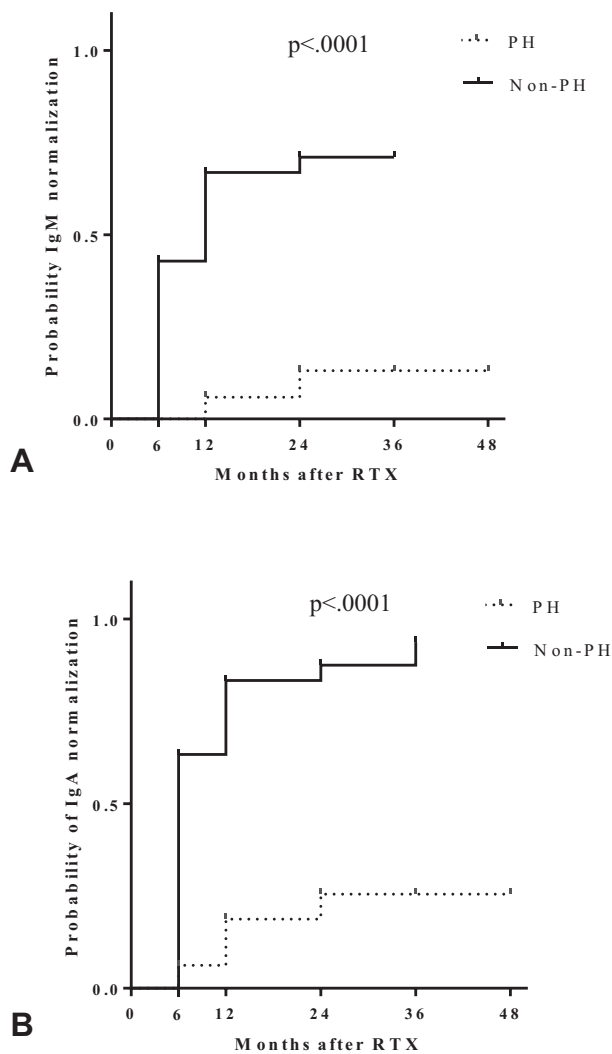 p<.0001
PH
Non-PH
Probability IgM normalization
1.0
0.5
0.0
0 6 12 24 36 48
Months after RTX
A
p<.0001
PH
Non-PH
Probability of IgA normalization
1.0
0.5
0.0
0 6 12 24 36 48
Months after RTX
B